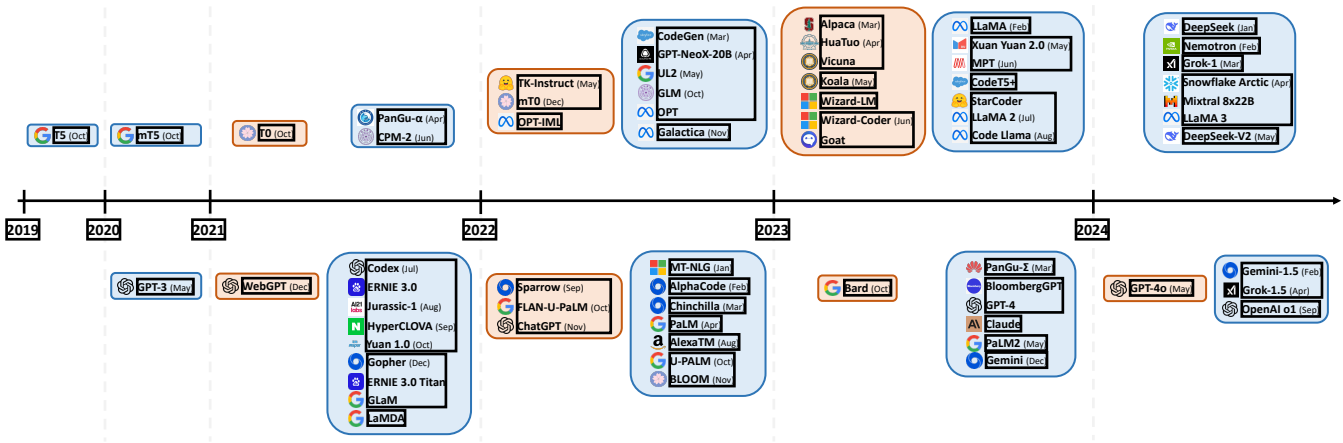 T5 (Oct)
mT5 (Oct)
T0 (Oct)
PanGu-α (Apr)
CPM-2 (Jun)
TK-Instruct (May)
mT0 (Dec)
OPT-IML
CodeGen (Mar)
GPT-NeoX-20B (Apr)
UL2 (May)
GLM (Oct)
OPT
Galactica (Nov)
Alpaca (Mar)
HuaTuo (Apr)
Vicuna
Koala (May)
Wizard-LM
Wizard-Coder (Jun)
Goat
LLaMA (Feb)
Xuan Yuan 2.0 (May)
MPT (Jun)
CodeT5+
StarCoder
LLaMA 2 (Jul)
Code Llama (Aug)
DeepSeek (Jan)
Nemotron (Feb)
Grok-1 (Mar)
Snowflake Arctic (Apr)
Mixtral 8x22B
LLaMA 3
DeepSeek-V2 (May)
2019
2020
2021
2022
2023
2024
GPT-3 (May)
WebGPT (Dec)
Codex (Jul)
ERNIE 3.0
AI21 labs Jurassic-1 (Aug)
HyperCLOVA (Sep)
Yuan 1.0 (Oct)
Gopher (Dec)
ERNIE 3.0 Titan
GLaM
LaMDA
Sparrow (Sep)
FLAN-U-PaLM (Oct)
ChatGPT (Nov)
MT-NLG (Jan)
AlphaCode (Feb)
Chinchilla (Mar)
PaLM (Apr)
AlexaTM (Aug)
U-PALM (Oct)
BLOOM (Nov)
Bard (Oct)
PanGu-Σ (Mar)
BloombergGPT
GPT-4
Claude
PaLM2 (May)
Gemini (Dec)
GPT-4o (May)
Gemini-1.5 (Feb)
Grok-1.5 (Apr)
OpenAI o1 (Sep)